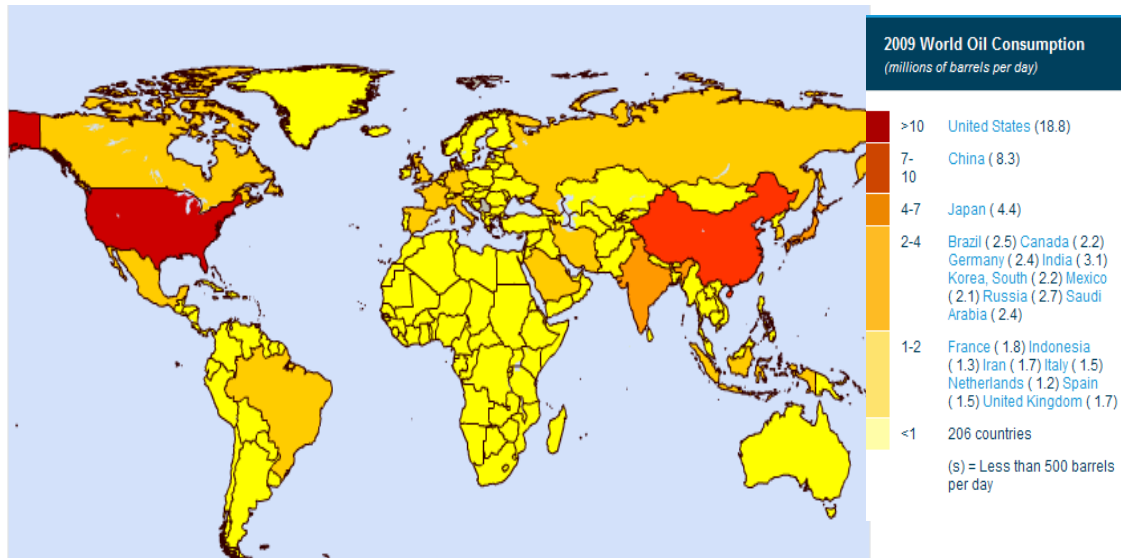 2009 World Oil Consumption
(millions of barrels per day)
>10 United States (18.8)
7- China ( 8.3)
10
4-7 Japan ( 4.4)
2-4 Brazil ( 2.5) Canada ( 2.2)
Germany ( 2.4) India ( 3.1)
Korea, South ( 2.2) Mexico
( 2.1) Russia ( 2.7) Saudi
Arabia ( 2.4)
1-2 France ( 1.8) Indonesia
( 1.3) Iran ( 1.7) Italy ( 1.5)
Netherlands ( 1.2) Spain
( 1.5) United Kingdom ( 1.7)
<1 206 countries
(s) = Less than 500 barrels
per day